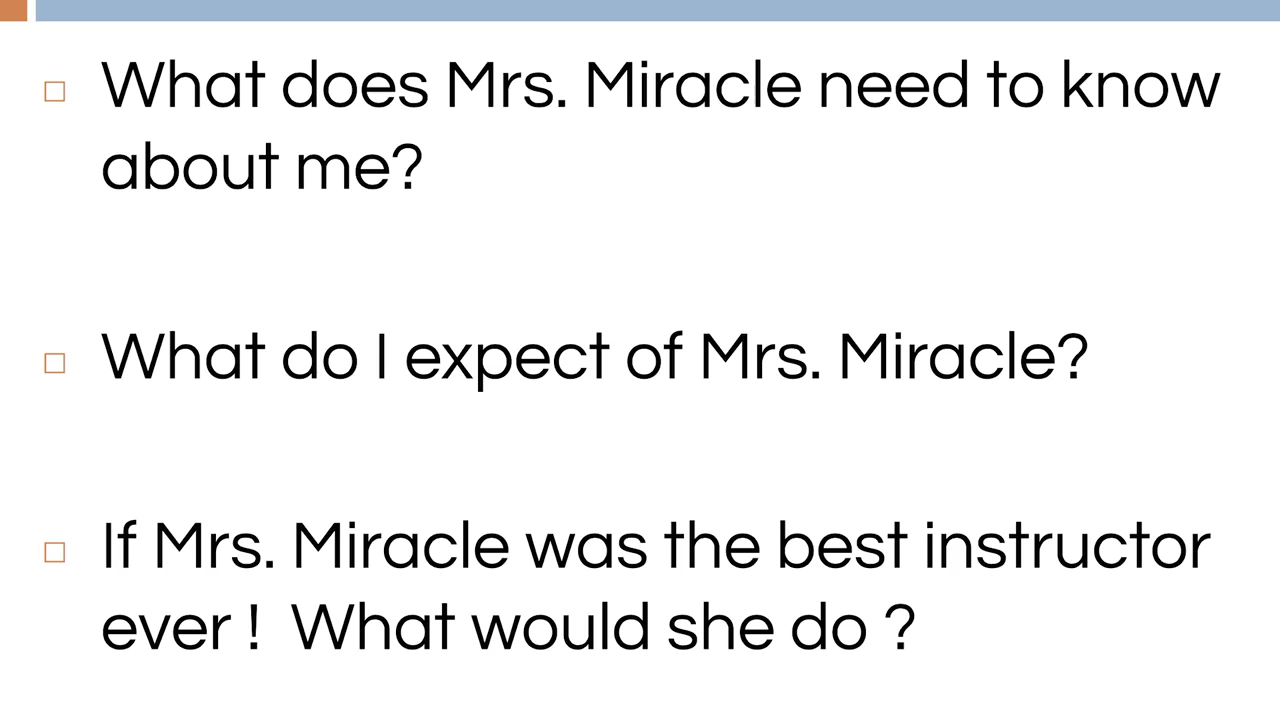 What does Mrs. Miracle need to know
about me?
What do I expect of Mrs. Miracle?
If Mrs. Miracle was the best instructor
ever !  What would she do ?